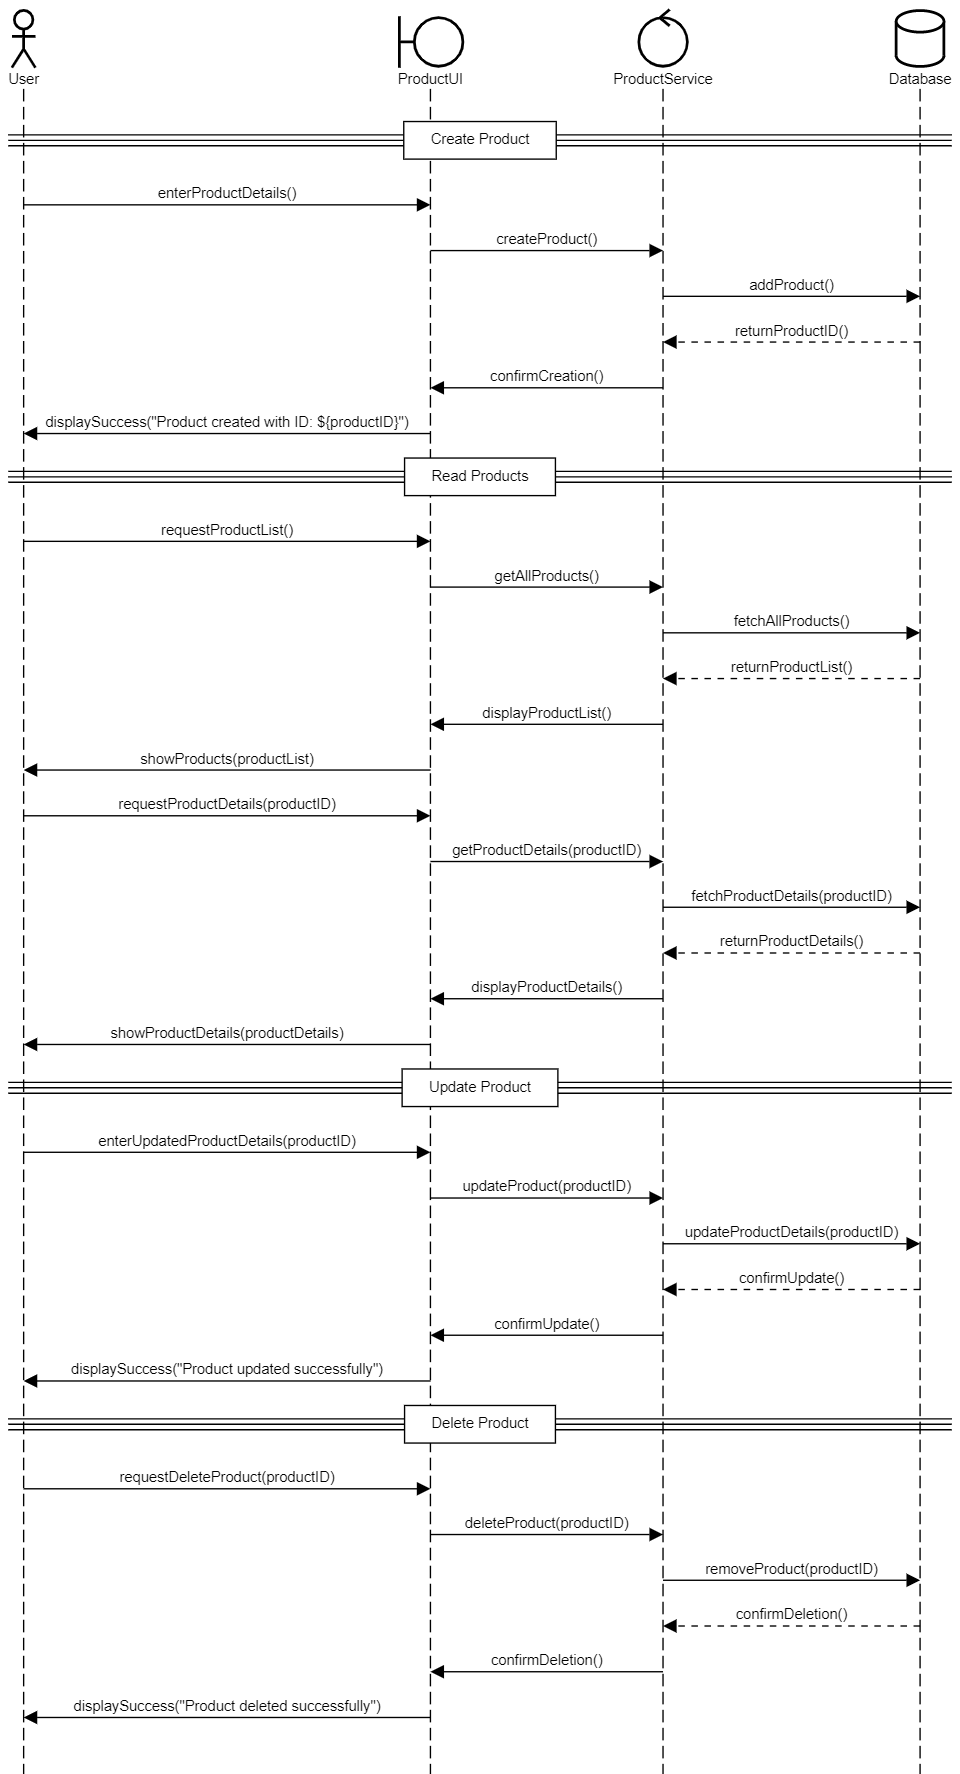 User
ProductUI
ProductService
Database
Create Product
enterProductDetails()
createProduct()
addProduct()
returnProductID()
confirmCreation()
displaySuccess("Product created with ID: ${productID}")
Read Products
requestProductList()
getAllProducts()
fetchAllProducts()
returnProductList()
displayProductList()
showProducts(productList)
requestProductDetails(productID)
getProductDetails(productID)
fetchProductDetails(productID)
returnProductDetails()
displayProductDetails()
showProductDetails(productDetails)
Update Product
enterUpdatedProductDetails(productID)
updateProduct(productID)
updateProductDetails(productID)
confirmUpdate()
confirmUpdate()
displaySuccess("Product updated successfully")
Delete Product
requestDeleteProduct(productID)
deleteProduct(productID)
removeProduct(productID)
confirmDeletion()
confirmDeletion()
displaySuccess("Product deleted successfully")